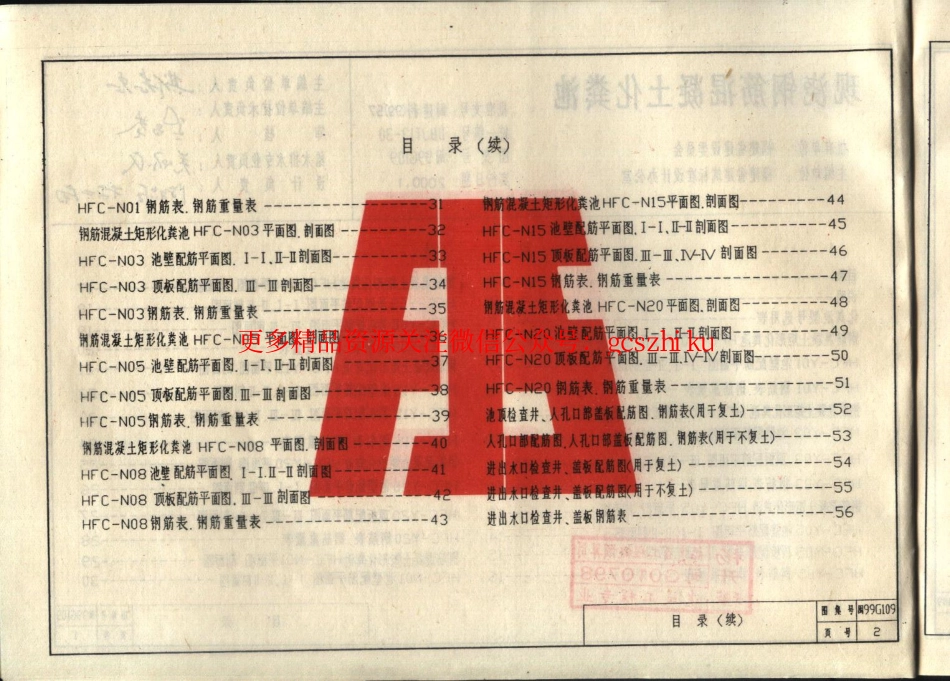 目 录 (续)
HFC-N01 钢筋表. 钢筋重量表 31
钢筋混凝土矩形化粪池 HFC-N03 平面图. 剖面图 32
HFC-N03 池壁配筋平面图. I-I. II-II 剖面图 33
HFC-N03 顶板配筋平面图. III-III 剖面图 34
HFC-N03 钢筋表. 钢筋重量表 35
钢筋混凝土矩形化粪池 平面图. 剖面图 36
HFC-N05 池壁配筋平面图. I-I. II-II 剖面图 37
HFC-N05 顶板配筋平面图. III-III 剖面图 38
HFC-N05 钢筋表. 钢筋重量表 39
钢筋混凝土矩形化粪池 HFC-N08 平面图. 剖面图 40
HFC-N08 池壁配筋平面图. I-I. II-II 剖面图 41
HFC-N08 顶板配筋平面图. III-III 剖面图 42
HFC-N08 钢筋表. 钢筋重量表 43
钢筋混凝土矩形化粪池 HFC-N15 平面图. 剖面图 44
HFC-N15 池壁配筋平面图. I-I. II-II 剖面图 45
HFC-N15 顶板配筋平面图. III-III. IV-IV 剖面图 46
HFC-N15 钢筋表. 钢筋重量表 47
钢筋混凝土矩形化粪池 HFC-N20 平面图. 剖面图 48
HFC-N20 池壁配筋平面图. I-I. II-II 剖面图 49
HFC-N20 顶板配筋平面图. III-III. IV-IV 剖面图 50
HFC-N20 钢筋表. 钢筋重量表 51
池顶检查井、人孔口部盖板配筋图. 钢筋表(用于复土) 52
人孔口部配筋图. 人孔口部盖板配筋图. 钢筋表(用于不复土) 53
进出水口检查井、盖板配筋图(用于复土) 54
进出水口检查井、盖板配筋图(用于不复土) 55
进出水口检查井、盖板钢筋表 56
更多精品资源关注微信公众号：gcszhiku
目 录 (续)
图 集 号 闽99G109
页 号 2